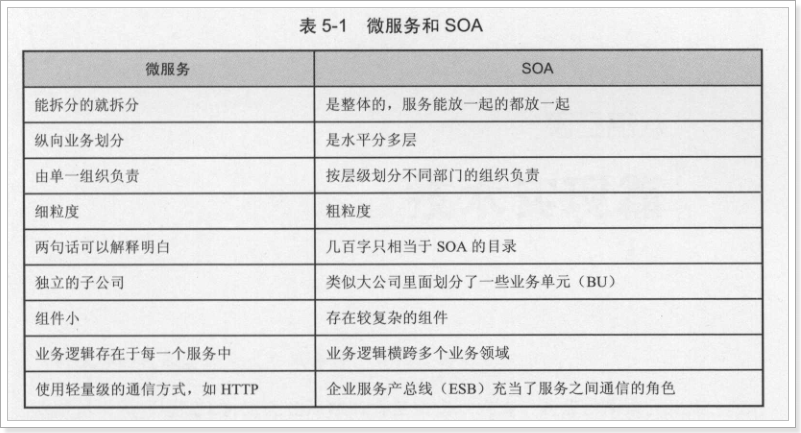 表 5-1 微服务和 SOA
微服务 SOA
能拆分的就拆分 是整体的，服务能放一起的都放一起
纵向业务划分 是水平分多层
由单一组织负责 按层级划分不同部门的组织负责
细粒度 粗粒度
两句话可以解释明白 几百字只相当于 SOA 的目录
独立的子公司 类似大公司里面划分了一些业务单元（BU）
组件小 存在较复杂的组件
业务逻辑存在于每一个服务中 业务逻辑横跨多个业务领域
使用轻量级的通信方式，如 HTTP 企业服务产总线（ESB）充当了服务之间通信的角色